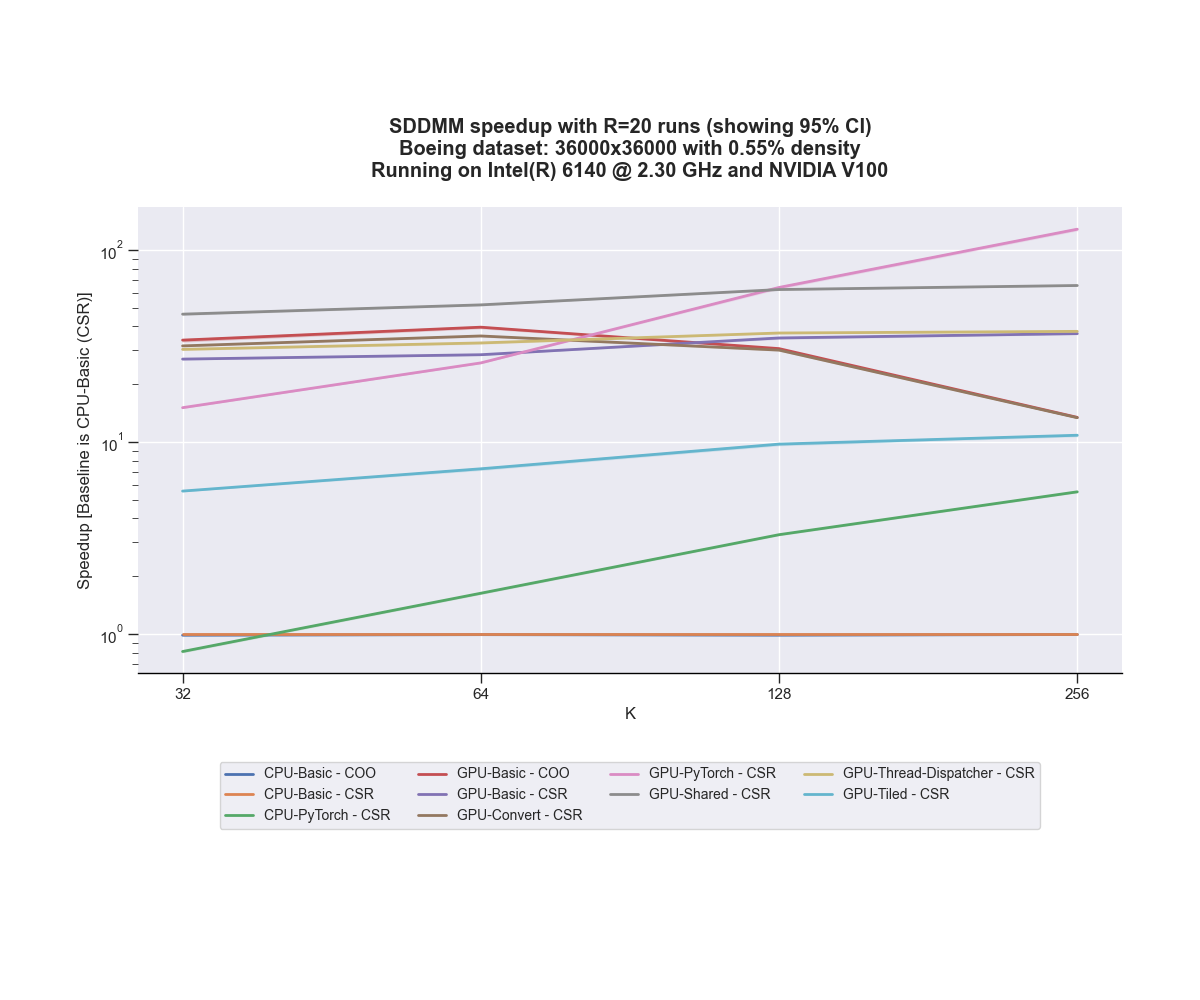 SDDMM speedup with R=20 runs (showing 95% CI)
Boeing dataset: 36000x36000 with 0.55% density
Running on Intel(R) 6140 @ 2.30 GHz and NVIDIA V100
Speedup [Baseline is CPU-Basic (CSR)]
10²
10¹
10⁰
32 64 128 256
K
CPU-Basic - COO GPU-Basic - COO GPU-PyTorch - CSR GPU-Thread-Dispatcher - CSR
CPU-Basic - CSR GPU-Basic - CSR GPU-Shared - CSR GPU-Tiled - CSR
CPU-PyTorch - CSR GPU-Convert - CSR